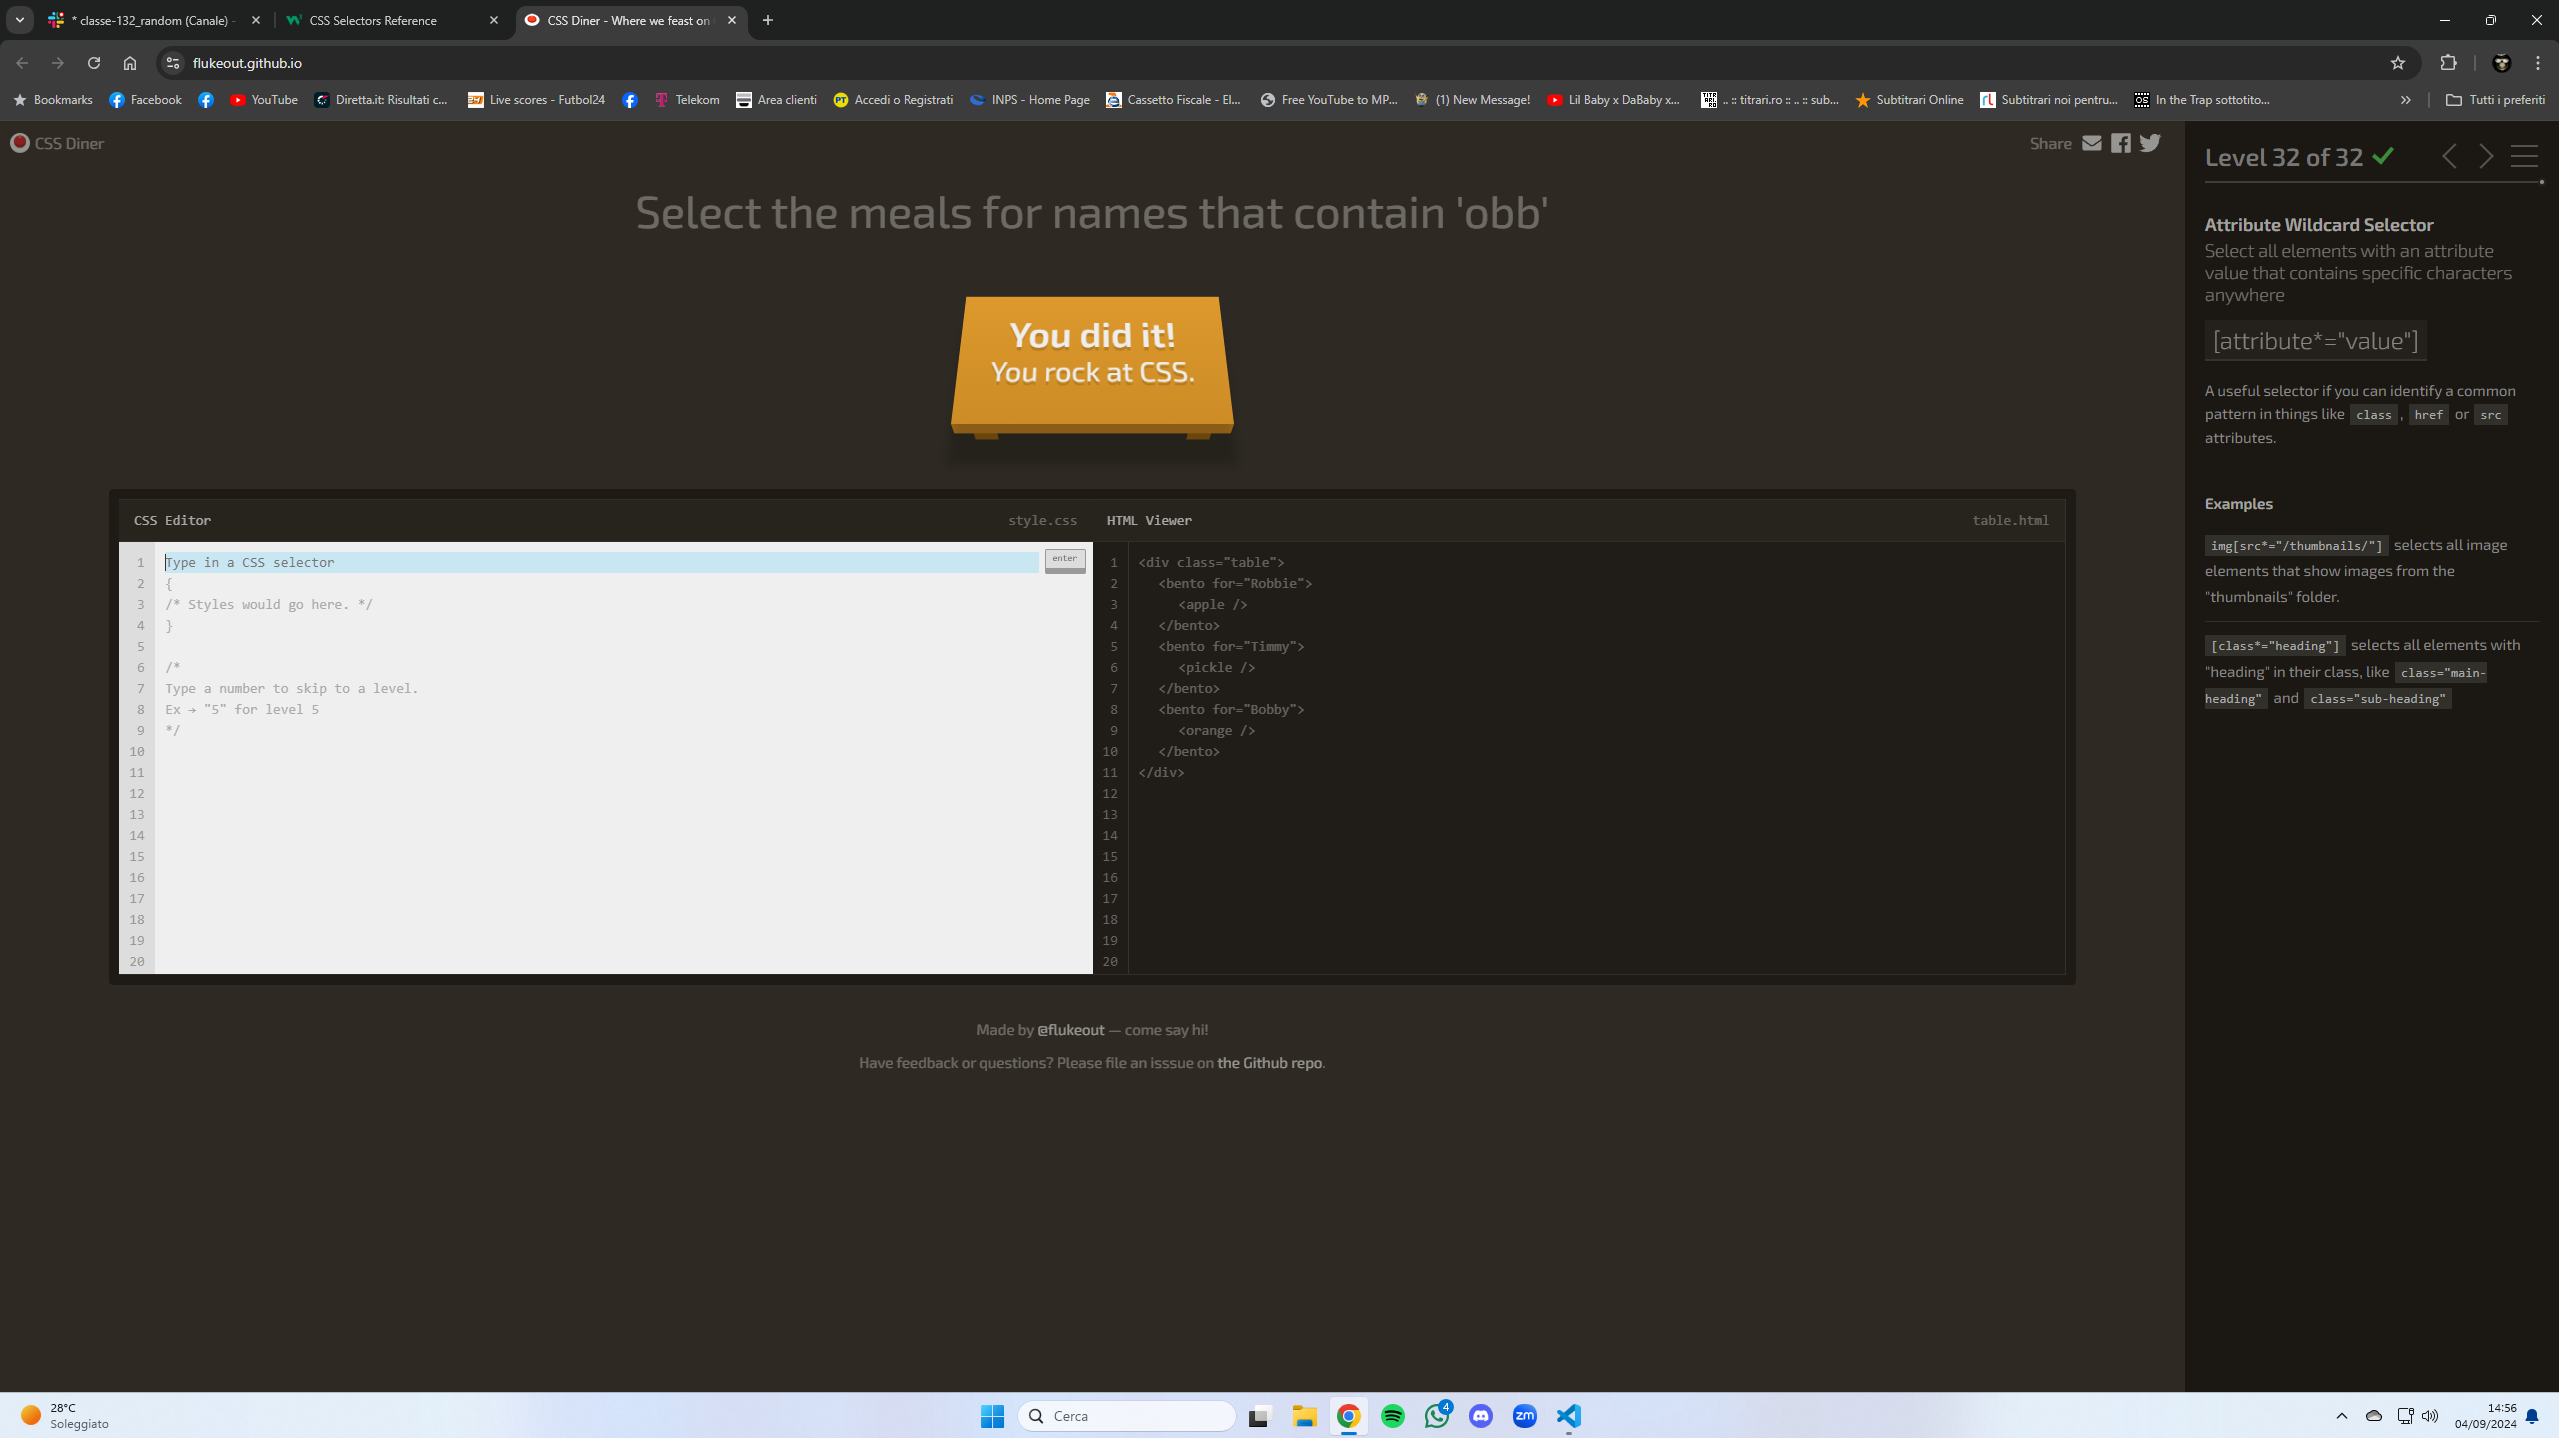 * classe-132_random (Canale) -
CSS Selectors Reference
CSS Diner - Where we feast on
flukeout.github.io
Bookmarks
Facebook
YouTube
Diretta.it: Risultati c...
Live scores - Futbol24
Telekom
Area clienti
Accedi o Registrati
INPS - Home Page
Cassetto Fiscale - El...
Free YouTube to MP...
(1) New Message!
Lil Baby x DaBaby x...
.. :: titrari.ro :: .. :: sub...
Subtitrari Online
Subtitrari noi pentru...
In the Trap sottotito...
»
Tutti i preferiti
CSS Diner
Share
Select the meals for names that contain 'obb'
You did it!
You rock at CSS.
CSS Editor
style.css
1 Type in a CSS selector
enter
2 {
3 /* Styles would go here. */
4 }
5
6 /*
7 Type a number to skip to a level.
8 Ex → "5" for level 5
9 */
10
11
12
13
14
15
16
17
18
19
20
HTML Viewer
table.html
1 <div class="table">
2 <bento for="Robbie">
3 <apple />
4 </bento>
5 <bento for="Timmy">
6 <pickle />
7 </bento>
8 <bento for="Bobby">
9 <orange />
10 </bento>
11 </div>
12
13
14
15
16
17
18
19
20
Made by @flukeout — come say hi!
Have feedback or questions? Please file an isssue on the Github repo.
Level 32 of 32
Attribute Wildcard Selector
Select all elements with an attribute
value that contains specific characters
anywhere
[attribute*="value"]
A useful selector if you can identify a common
pattern in things like class , href or src
attributes.
Examples
img[src*="/thumbnails/"] selects all image
elements that show images from the
"thumbnails" folder.
[class*="heading"] selects all elements with
"heading" in their class, like class="main-
heading" and class="sub-heading"
28°C
Soleggiato
Cerca
4
zm
14:56
04/09/2024